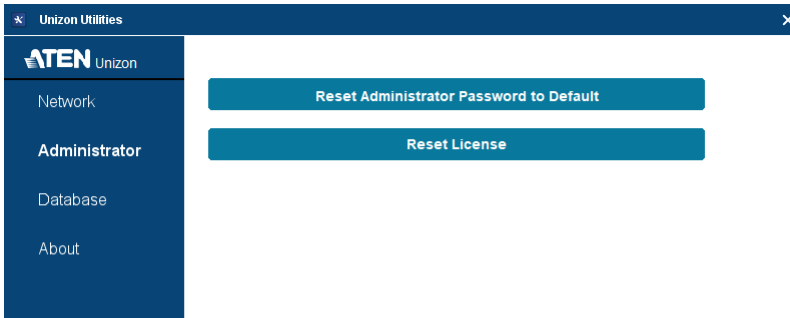 Unizon Utilities
ATEN Unizon
Network
Administrator
Database
About
Reset Administrator Password to Default
Reset License